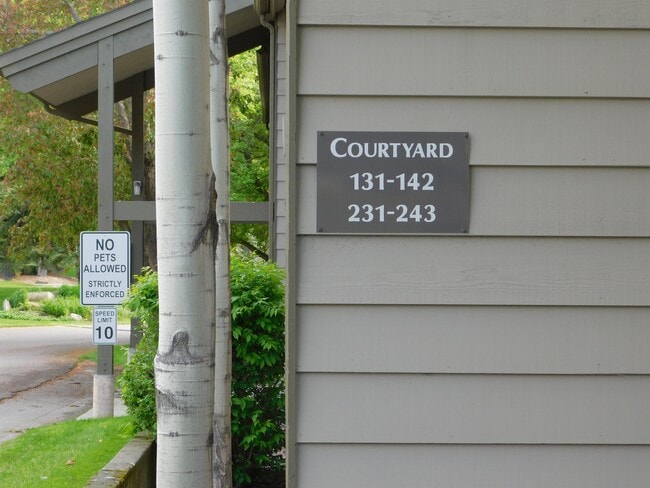 COURTYARD
131-142
231-243
NO
PETS
ALLOWED
STRICTLY
ENFORCED
SPEED
LIMIT
10